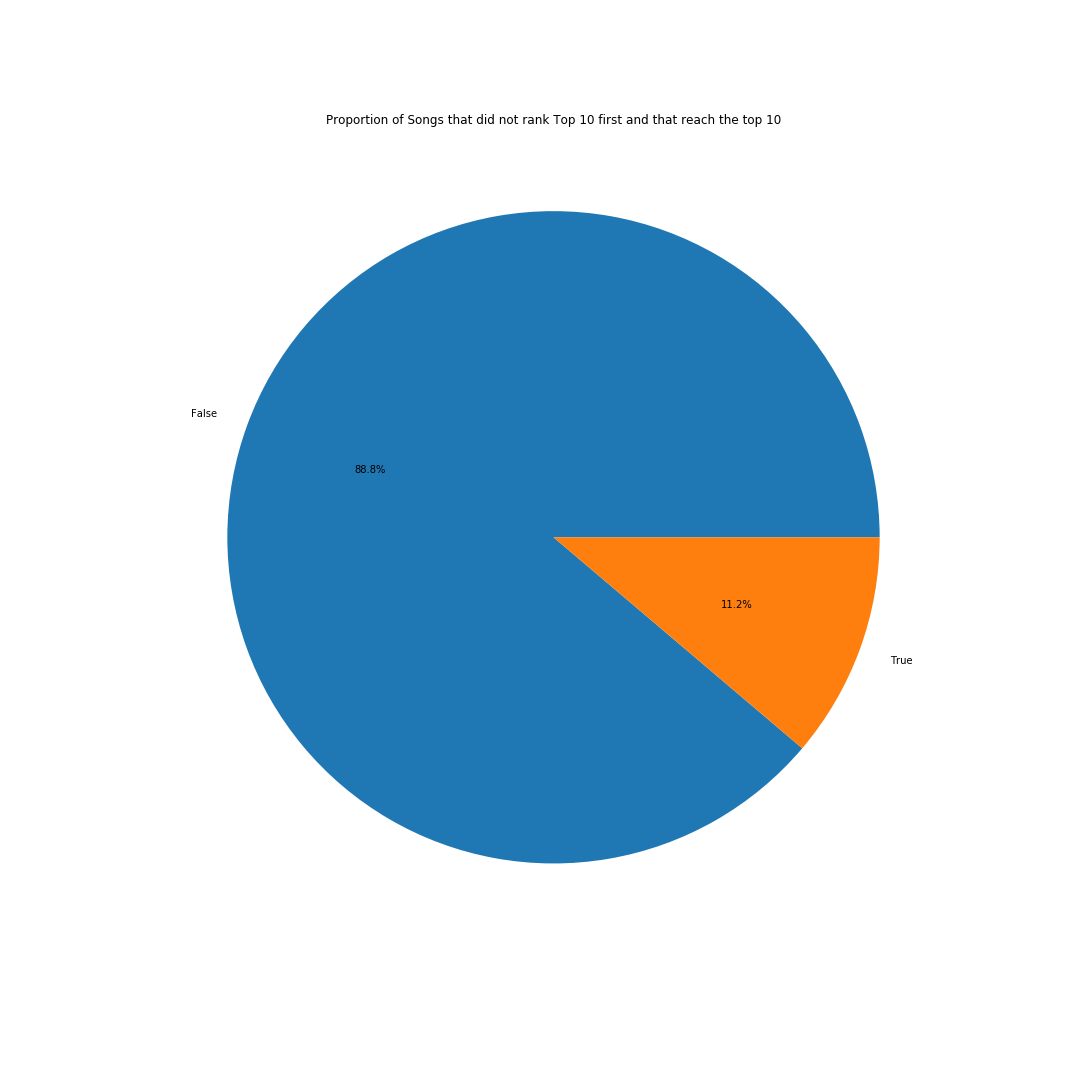 Proportion of Songs that did not rank Top 10 first and that reach the top 10
False
88.8%
11.2%
True